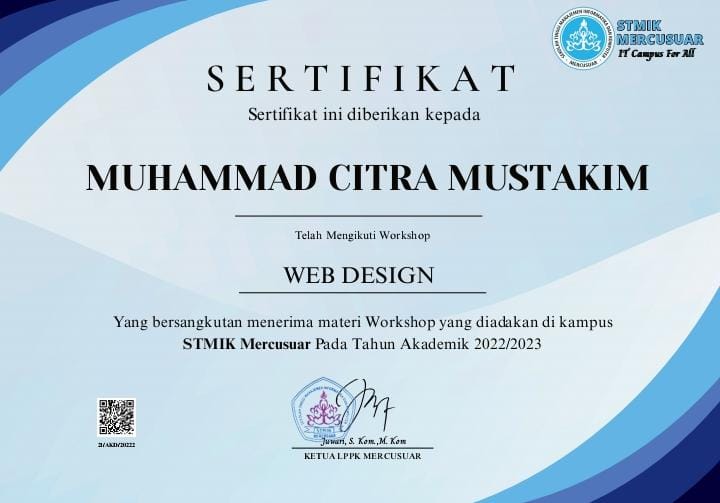 STMIK
MERCUSUAR
IT Campus For All
SERTIFIKAT
Sertifikat ini diberikan kepada
MUHAMMAD CITRA MUSTAKIM
Telah Mengikuti Workshop
WEB DESIGN
Yang bersangkutan menerima materi Workshop yang diadakan di kampus
STMIK Mercusuar Pada Tahun Akademik 2022/2023
STMIK
MERCUSUAR
Juwari, S. Kom.,M. Kom
KETUA LPPK MERCUSUAR
21/AKD/20222